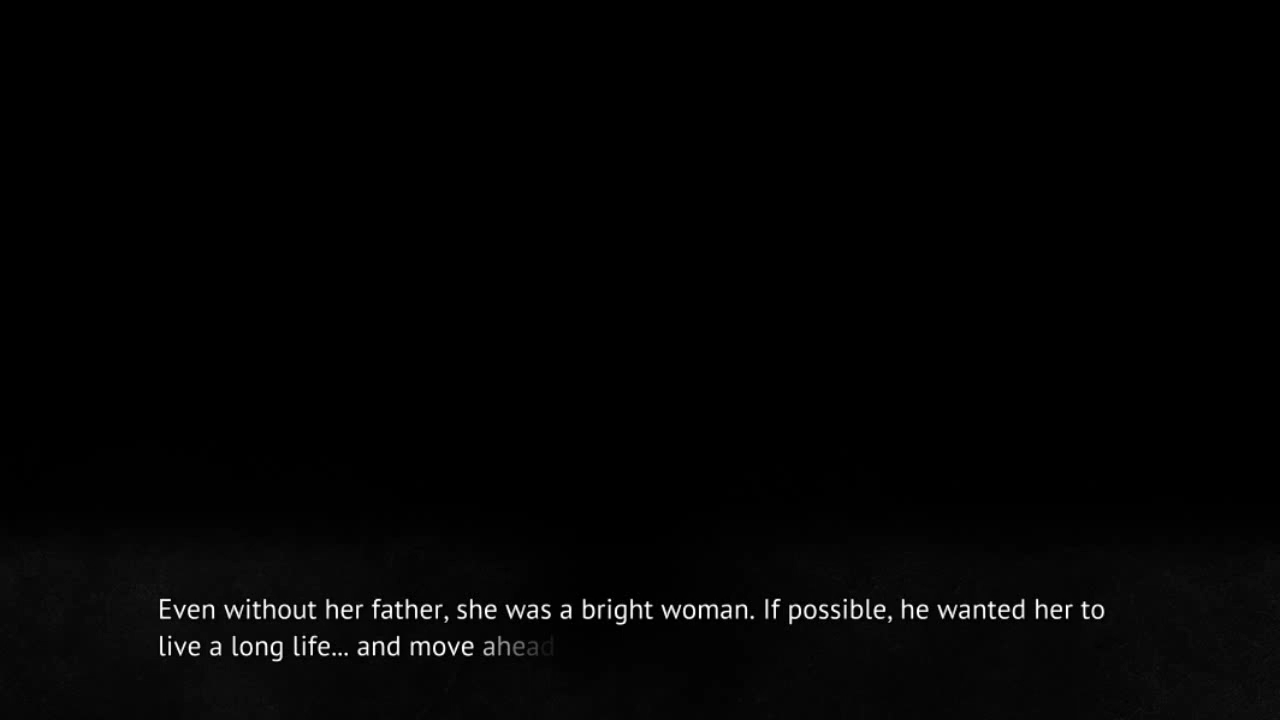 Even without her father, she was a bright woman. If possible, he wanted her to
live a long life... and move ahead